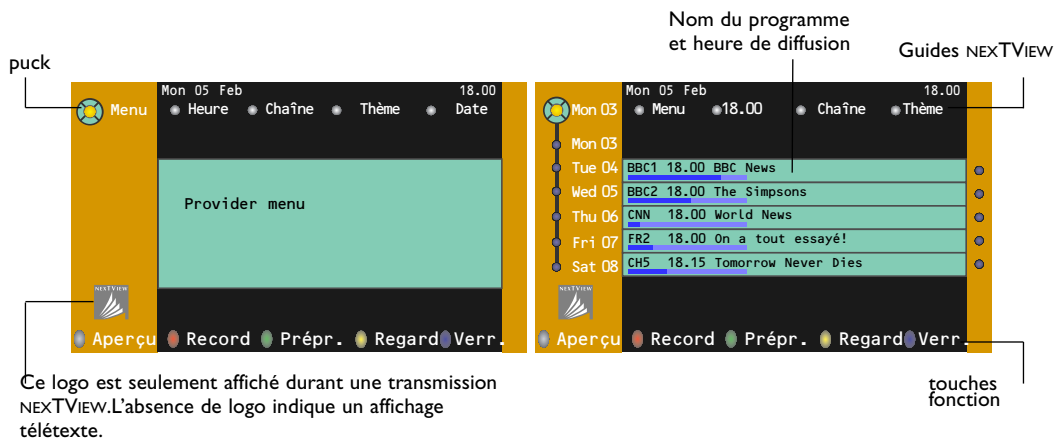 Nom du programme
et heure de diffusion
Guides NEXTVIEW
puck
Mon 05 Feb 18.00
Menu Heure Chaîne Thème Date
Provider menu
NEXTVIEW
Aperçu Record Prépr. Regard Verr.
Mon 05 Feb 18.00
Mon 03 Menu 18.00 Chaîne Thème
Mon 03
Tue 04 BBC1 18.00 BBC News
Wed 05 BBC2 18.00 The Simpsons
Thu 06 CNN 18.00 World News
Fri 07 FR2 18.00 On a tout essayé!
Sat 08 CH5 18.15 Tomorrow Never Dies
NEXTVIEW
Aperçu Record Prépr. Regard Verr.
Ce logo est seulement affiché durant une transmission
NEXTVIEW.L'absence de logo indique un affichage
télétexte.
touches
fonction